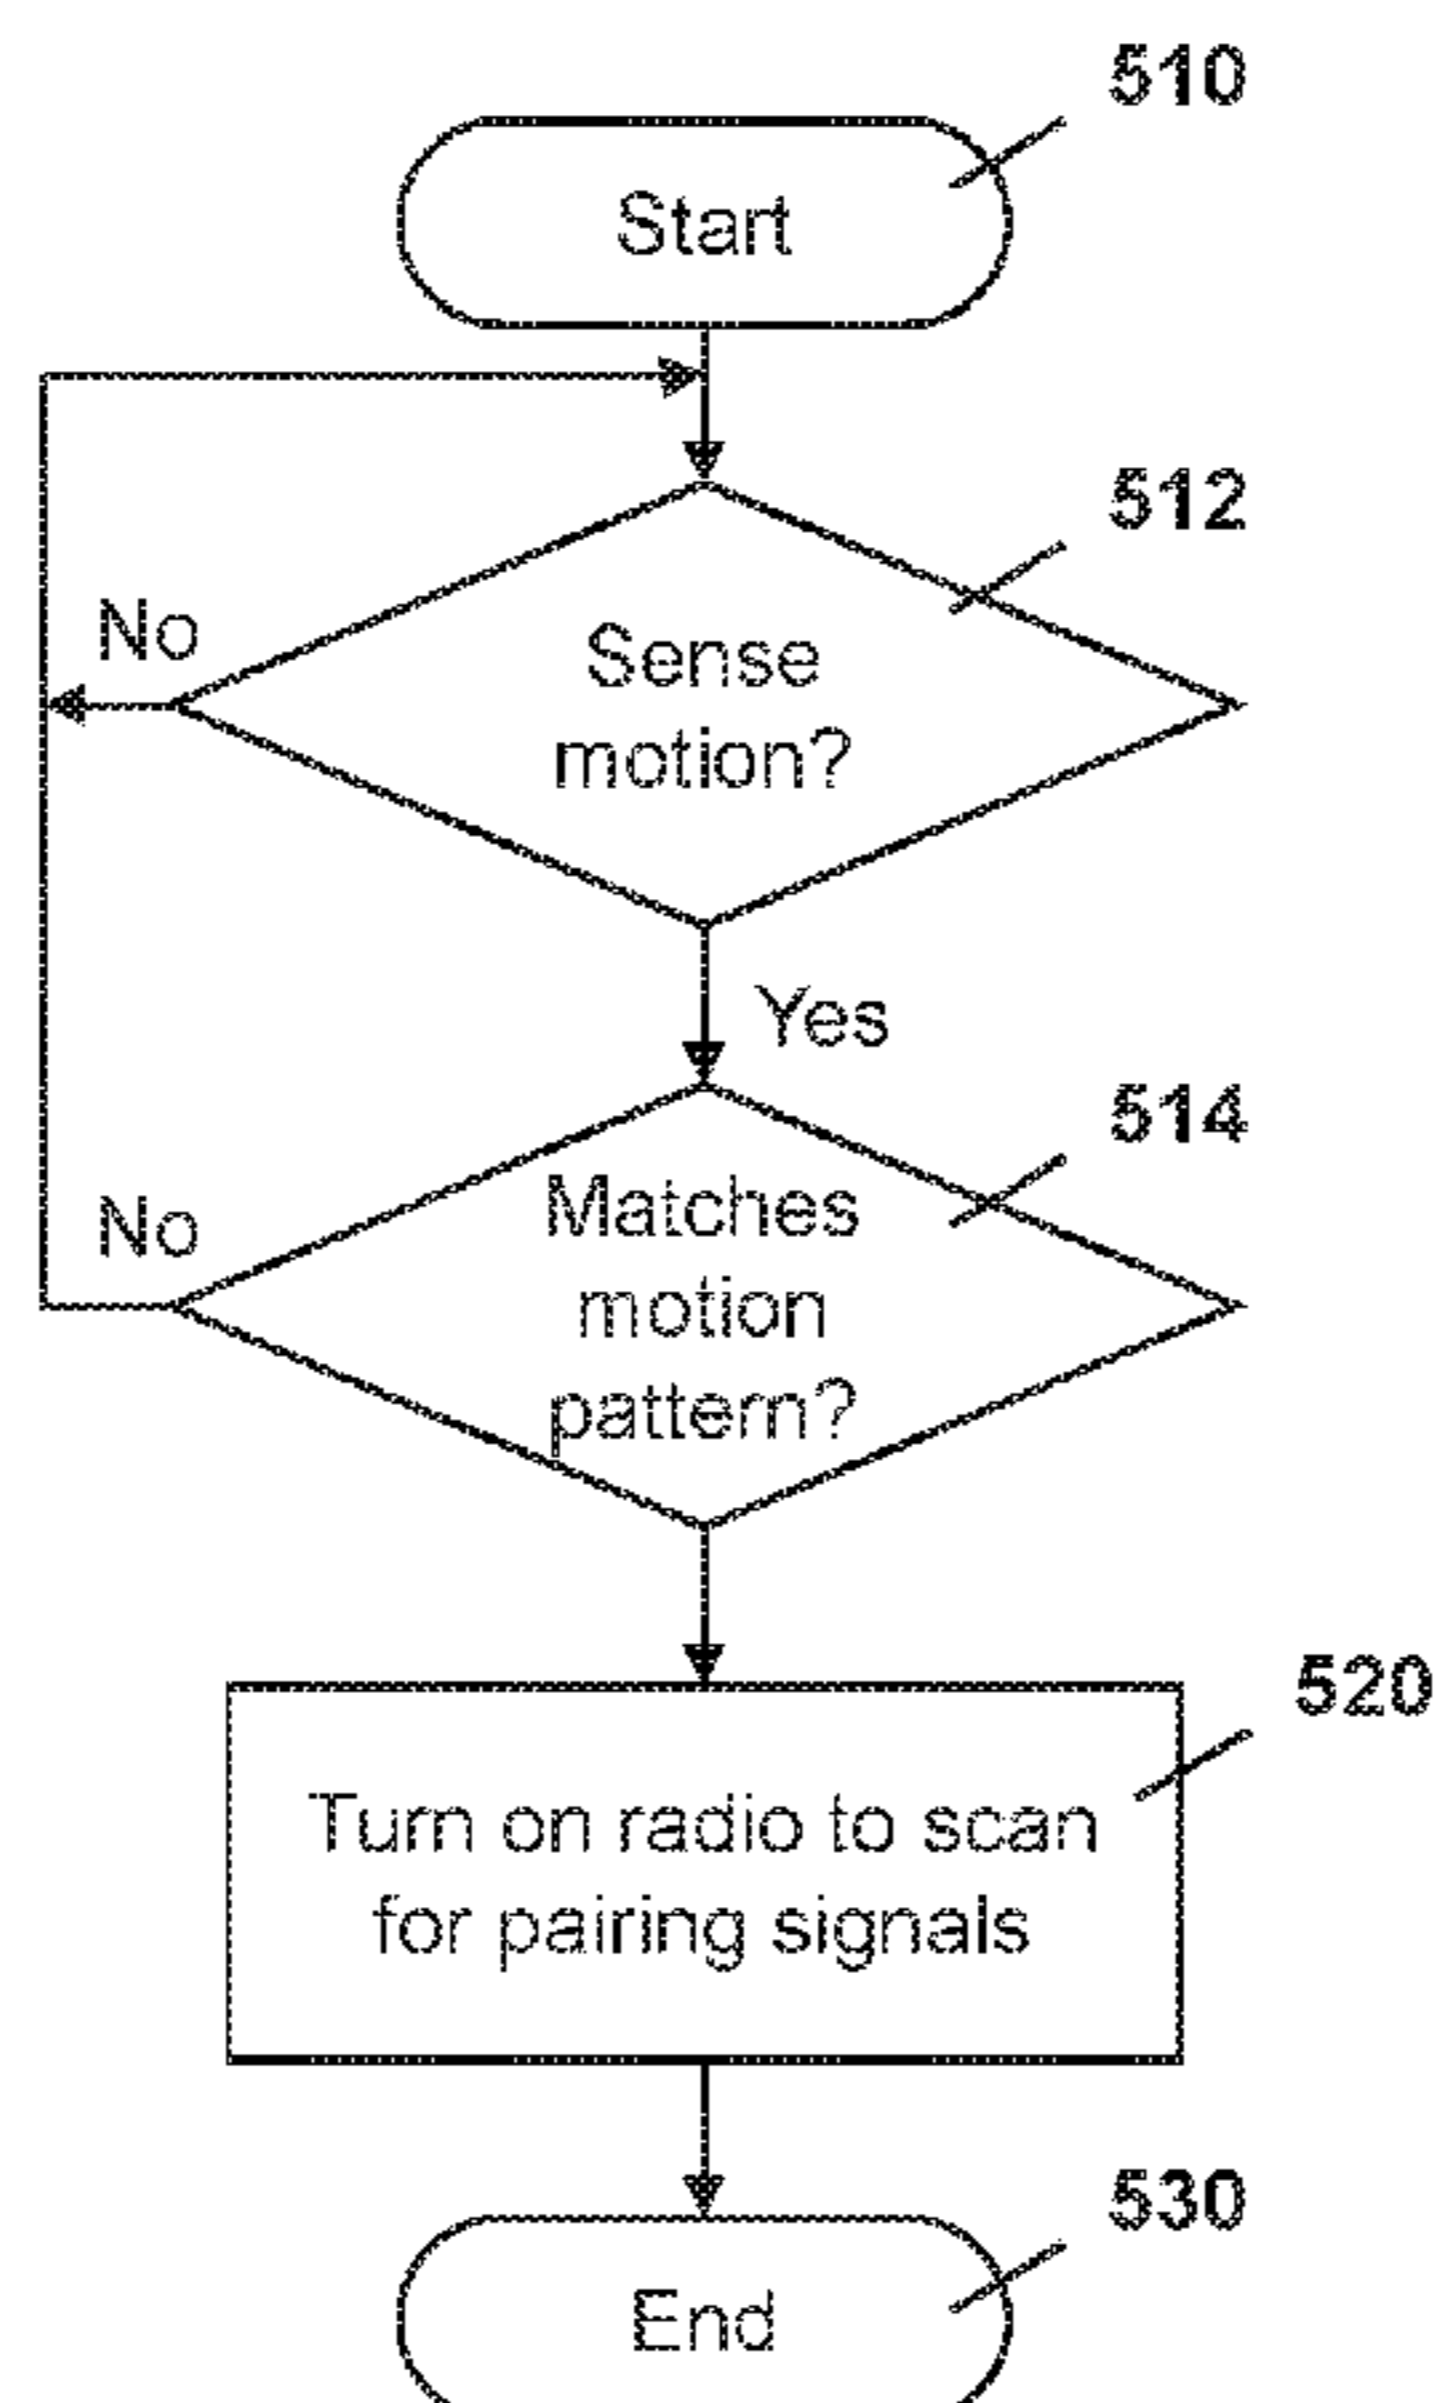 510
Start
512
No
Sense
motion?
Yes
514
No
Matches
motion
pattern?
520
Turn on radio to scan
for pairing signals
530
End